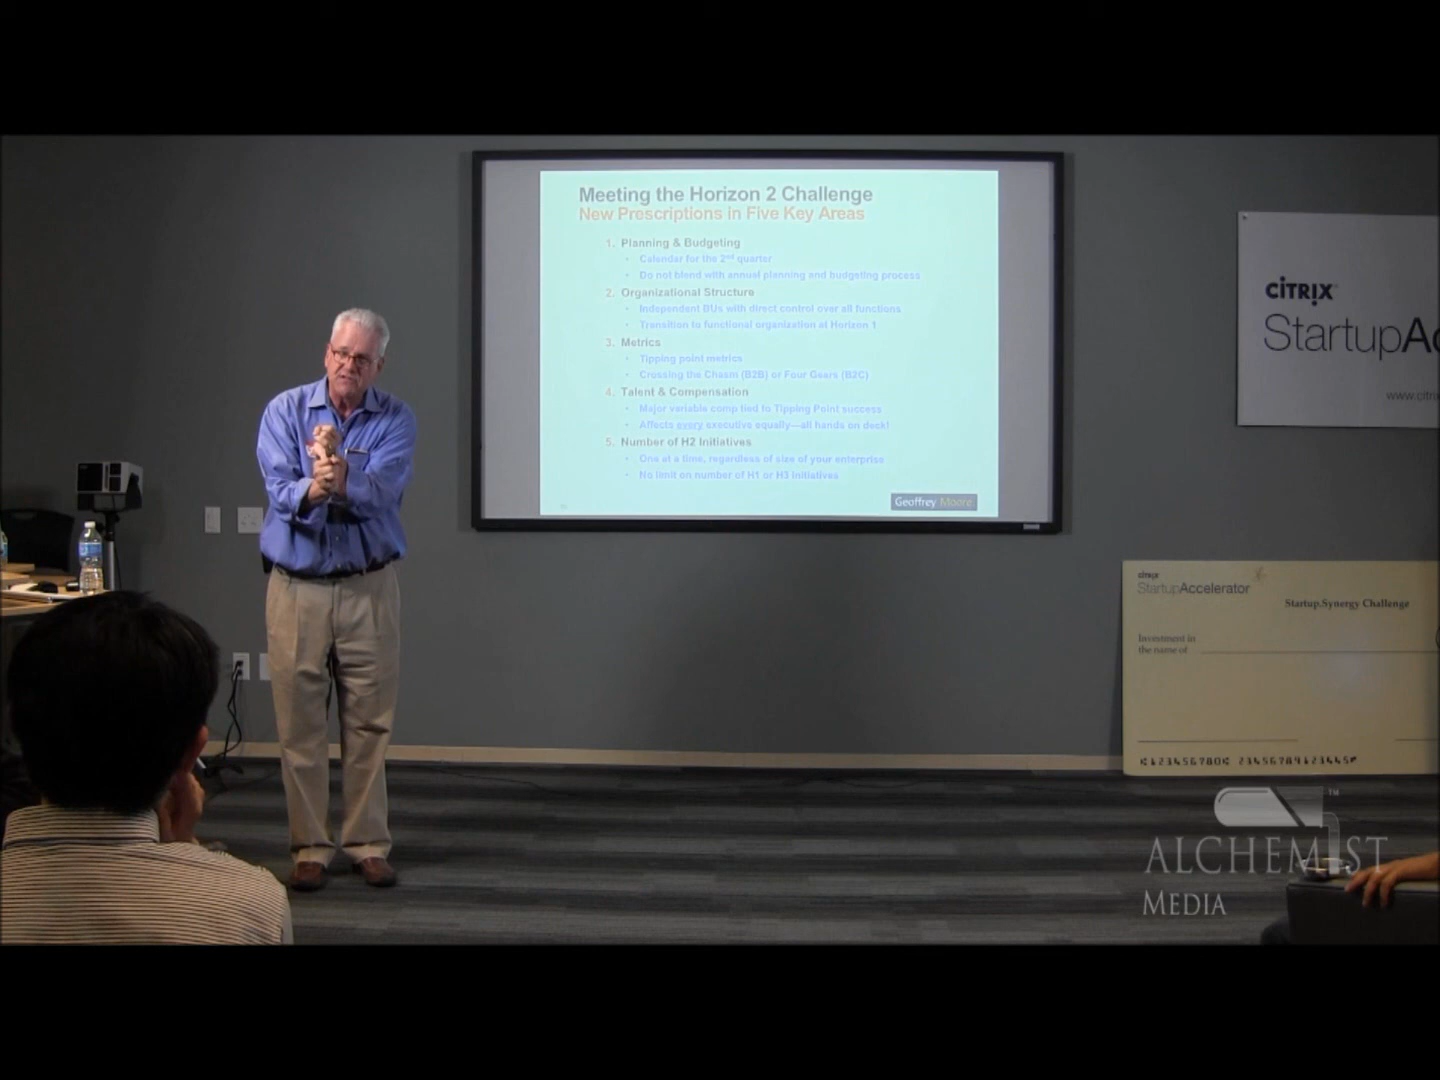 Meeting the Horizon 2 Challenge
New Prescriptions in Five Key Areas
1. Planning & Budgeting
• Calendar for the 2nd quarter
• Do not blend with annual planning and budgeting process
2. Organizational Structure
• Independent BUs with direct control over all functions
• Transition to functional organization at Horizon 1
3. Metrics
• Tipping point metrics
• Crossing the Chasm (B2B) or Four Gears (B2C)
4. Talent & Compensation
• Major variable comp tied to Tipping Point success
• Affects every executive equally—all hands on deck!
5. Number of H2 Initiatives
• One at a time, regardless of size of your enterprise
• No limit on number of H1 or H3 initiatives
Geoffrey Moore
CİTRIX
StartupAc
www.citri
citrix
StartupAccelerator
Startup.Synergy Challenge
Investment in
the name of
ALCHEMIST
™
MEDIA